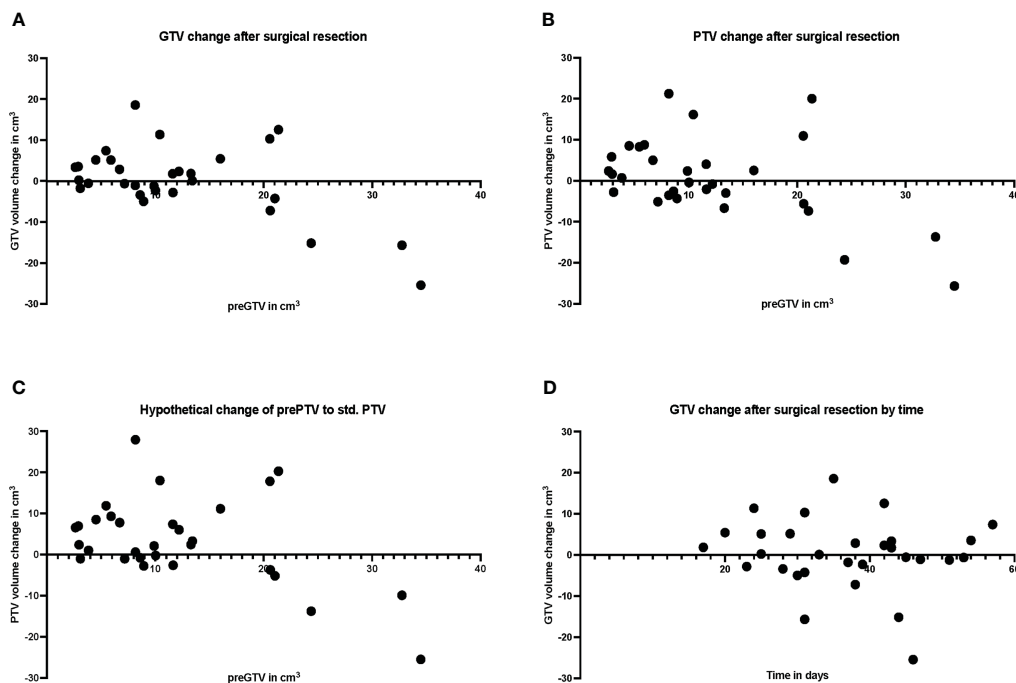 A
GTV change after surgical resection
30
20
10
0
-10
-20
-30
10
20
30
40
GTV volume change in cm³
preGTV in cm³
B
PTV change after surgical resection
30
20
10
0
-10
-20
-30
10
20
30
40
PTV volume change in cm³
preGTV in cm³
C
Hypothetical change of prePTV to std. PTV
30
20
10
0
-10
-20
-30
10
20
30
40
PTV volume change in cm³
preGTV in cm³
D
GTV change after surgical resection by time
30
20
10
0
-10
-20
-30
20
40
60
GTV volume change in cm³
Time in days